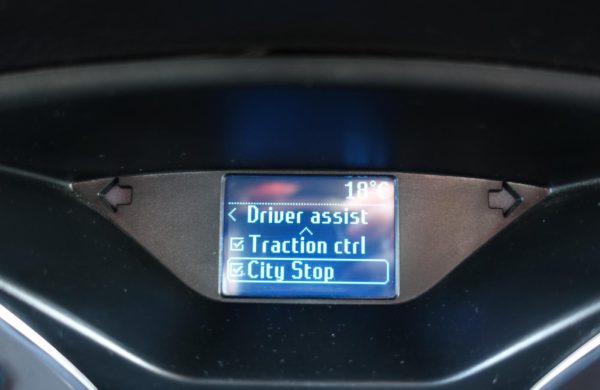 18°C
Driver assist
Traction ctrl
City Stop